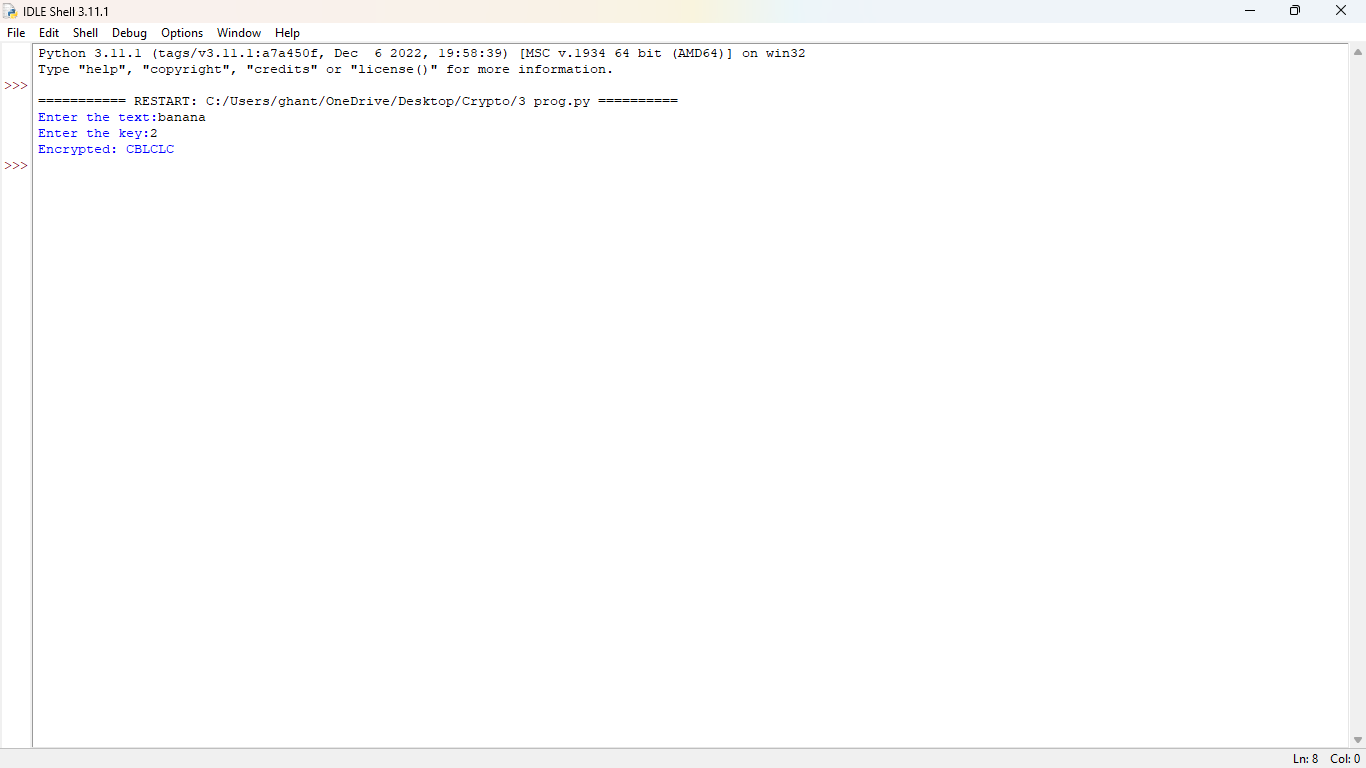 IDLE Shell 3.11.1
File Edit Shell Debug Options Window Help
Python 3.11.1 (tags/v3.11.1:a7a450f, Dec  6 2022, 19:58:39) [MSC v.1934 64 bit (AMD64)] on win32
Type "help", "copyright", "credits" or "license()" for more information.
>>>
=========== RESTART: C:/Users/ghant/OneDrive/Desktop/Crypto/3 prog.py ==========
Enter the text:banana
Enter the key:2
Encrypted: CBLCLC
>>>
Ln: 8 Col: 0